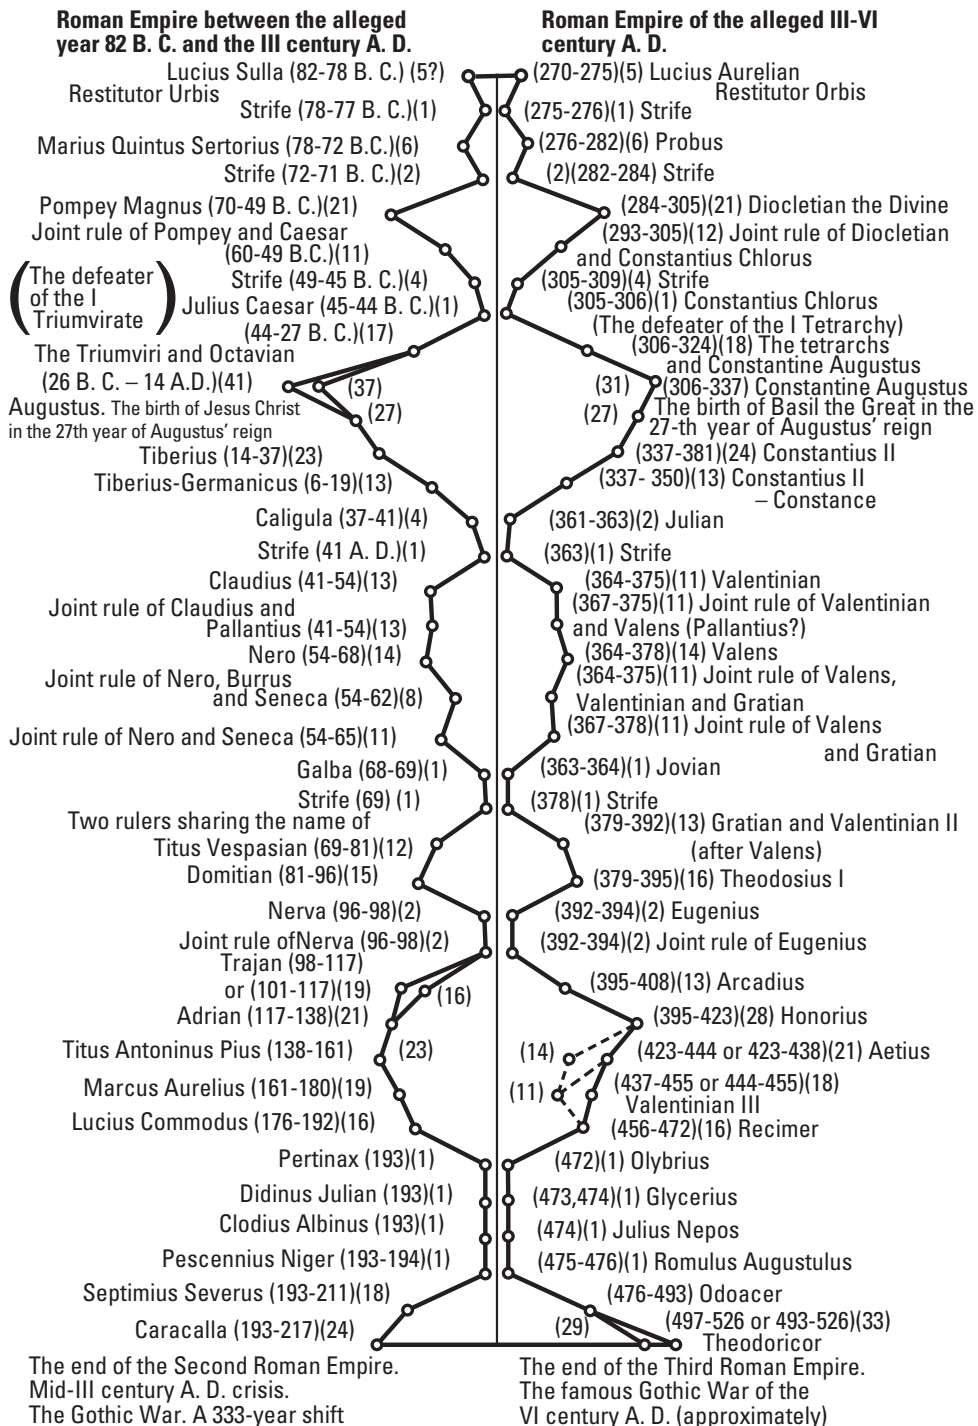 Roman Empire between the alleged
year 82 B. C. and the III century A. D.
Lucius Sulla (82-78 B. C.) (5?)
Restitutor Urbis
Strife (78-77 B. C.)(1)
Marius Quintus Sertorius (78-72 B.C.)(6)
Strife (72-71 B. C.)(2)
Pompey Magnus (70-49 B. C.)(21)
Joint rule of Pompey and Caesar
(60-49 B.C.)(11)
(The defeater
of the I
Triumvirate)
Strife (49-45 B. C.)(4)
Julius Caesar (45-44 B. C.)(1)
(44-27 B. C.)(17)
The Triumviri and Octavian
(26 B. C. – 14 A.D.)(41)
(37)
(27)
Augustus. The birth of Jesus Christ
in the 27th year of Augustus’ reign
Tiberius (14-37)(23)
Tiberius-Germanicus (6-19)(13)
Caligula (37-41)(4)
Strife (41 A. D.)(1)
Claudius (41-54)(13)
Joint rule of Claudius and
Pallantius (41-54)(13)
Nero (54-68)(14)
Joint rule of Nero, Burrus
and Seneca (54-62)(8)
Joint rule of Nero and Seneca (54-65)(11)
Galba (68-69)(1)
Strife (69) (1)
Two rulers sharing the name of
Titus Vespasian (69-81)(12)
Domitian (81-96)(15)
Nerva (96-98)(2)
Joint rule ofNerva (96-98)(2)
Trajan (98-117)
or (101-117)(19)
(16)
Adrian (117-138)(21)
Titus Antoninus Pius (138-161)
(23)
Marcus Aurelius (161-180)(19)
Lucius Commodus (176-192)(16)
Pertinax (193)(1)
Didinus Julian (193)(1)
Clodius Albinus (193)(1)
Pescennius Niger (193-194)(1)
Septimius Severus (193-211)(18)
Caracalla (193-217)(24)
The end of the Second Roman Empire.
Mid-III century A. D. crisis.
The Gothic War. A 333-year shift
Roman Empire of the alleged III-VI
century A. D.
(270-275)(5) Lucius Aurelian
Restitutor Orbis
(275-276)(1) Strife
(276-282)(6) Probus
(2)(282-284) Strife
(284-305)(21) Diocletian the Divine
(293-305)(12) Joint rule of Diocletian
and Constantius Chlorus
(305-309)(4) Strife
(305-306)(1) Constantius Chlorus
(The defeater of the I Tetrarchy)
(306-324)(18) The tetrarchs
and Constantine Augustus
(31)
(306-337) Constantine Augustus
(27)
The birth of Basil the Great in the
27-th year of Augustus’ reign
(337-381)(24) Constantius II
(337- 350)(13) Constantius II
– Constance
(361-363)(2) Julian
(363)(1) Strife
(364-375)(11) Valentinian
(367-375)(11) Joint rule of Valentinian
and Valens (Pallantius?)
(364-378)(14) Valens
(364-375)(11) Joint rule of Valens,
Valentinian and Gratian
(367-378)(11) Joint rule of Valens
and Gratian
(363-364)(1) Jovian
(378)(1) Strife
(379-392)(13) Gratian and Valentinian II
(after Valens)
(379-395)(16) Theodosius I
(392-394)(2) Eugenius
(392-394)(2) Joint rule of Eugenius
(395-408)(13) Arcadius
(395-423)(28) Honorius
(14)
(423-444 or 423-438)(21) Aetius
(11)
(437-455 or 444-455)(18)
Valentinian III
(456-472)(16) Recimer
(472)(1) Olybrius
(473,474)(1) Glycerius
(474)(1) Julius Nepos
(475-476)(1) Romulus Augustulus
(476-493) Odoacer
(29)
(497-526 or 493-526)(33)
Theodoricor
The end of the Third Roman Empire.
The famous Gothic War of the
VI century A. D. (approximately)